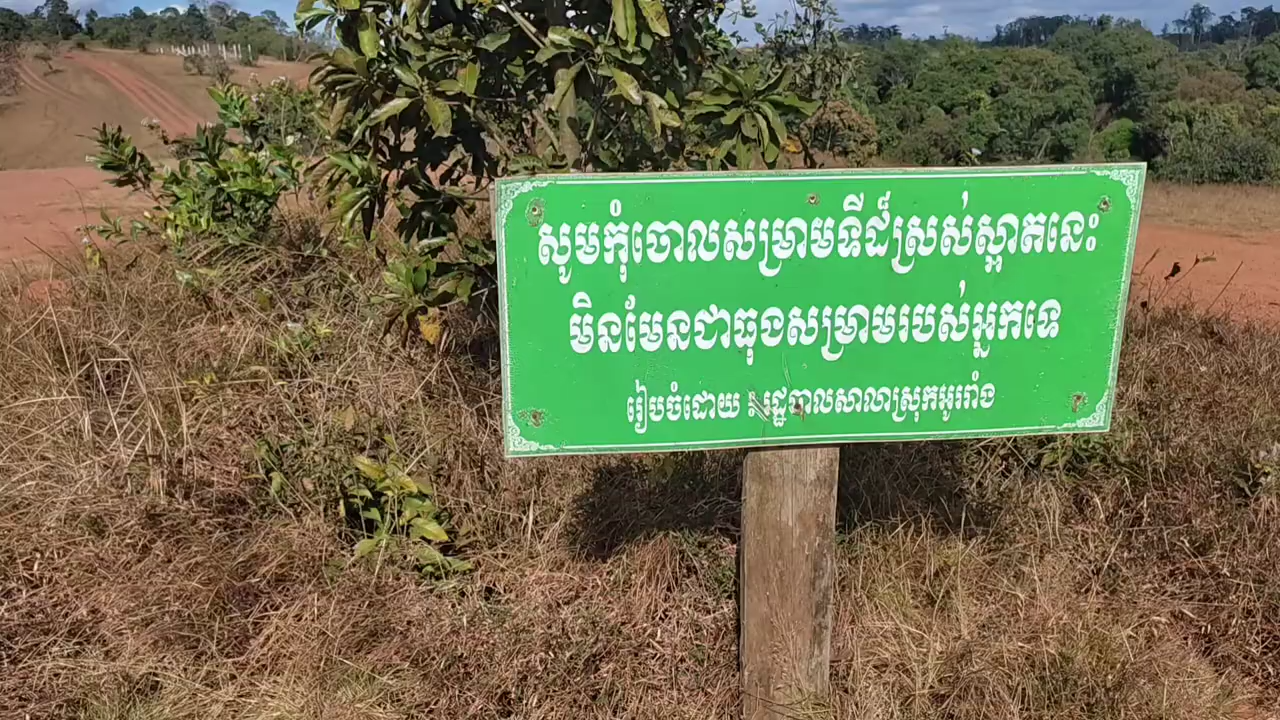 សូមកុំចោលសម្រាមទីដ៏ស្រស់ស្អាតនេះ
មិនមែនជាធុងសម្រាមរបស់អ្នកទេ
រៀបចំដោយ រដ្ឋបាលសាលាស្រុកអូររាំង